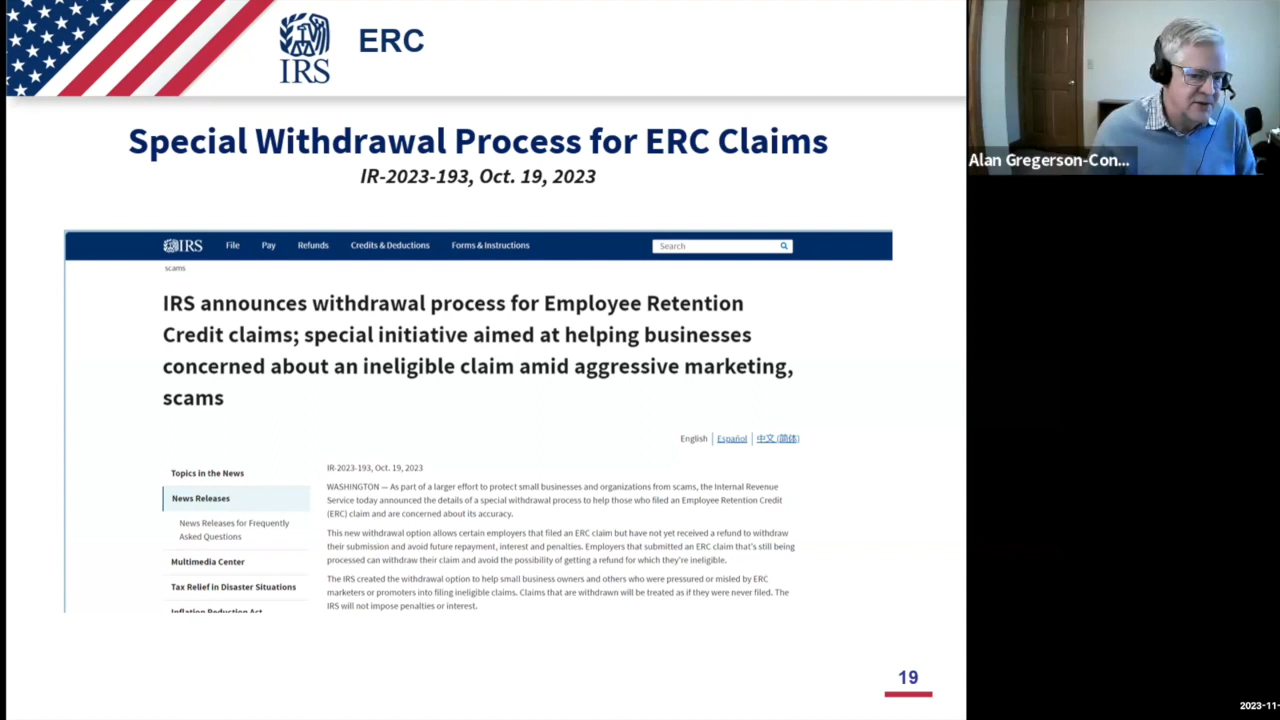 IRS
ERC
Special Withdrawal Process for ERC Claims
IR-2023-193, Oct. 19, 2023
IRS File Pay Refunds Credits & Deductions Forms & Instructions Search
scams
IRS announces withdrawal process for Employee Retention
Credit claims; special initiative aimed at helping businesses
concerned about an ineligible claim amid aggressive marketing,
scams
English Español 中文 (简体)
Topics in the News
News Releases
News Releases for Frequently
Asked Questions
Multimedia Center
Tax Relief in Disaster Situations
Inflation Reduction Act
IR-2023-193, Oct. 19, 2023
WASHINGTON — As part of a larger effort to protect small businesses and organizations from scams, the Internal Revenue
Service today announced the details of a special withdrawal process to help those who filed an Employee Retention Credit
(ERC) claim and are concerned about its accuracy.
This new withdrawal option allows certain employers that filed an ERC claim but have not yet received a refund to withdraw
their submission and avoid future repayment, interest and penalties. Employers that submitted an ERC claim that's still being
processed can withdraw their claim and avoid the possibility of getting a refund for which they're ineligible.
The IRS created the withdrawal option to help small business owners and others who were pressured or misled by ERC
marketers or promoters into filing ineligible claims. Claims that are withdrawn will be treated as if they were never filed. The
IRS will not impose penalties or interest.
19
Alan Gregerson-Con...
2023-11-